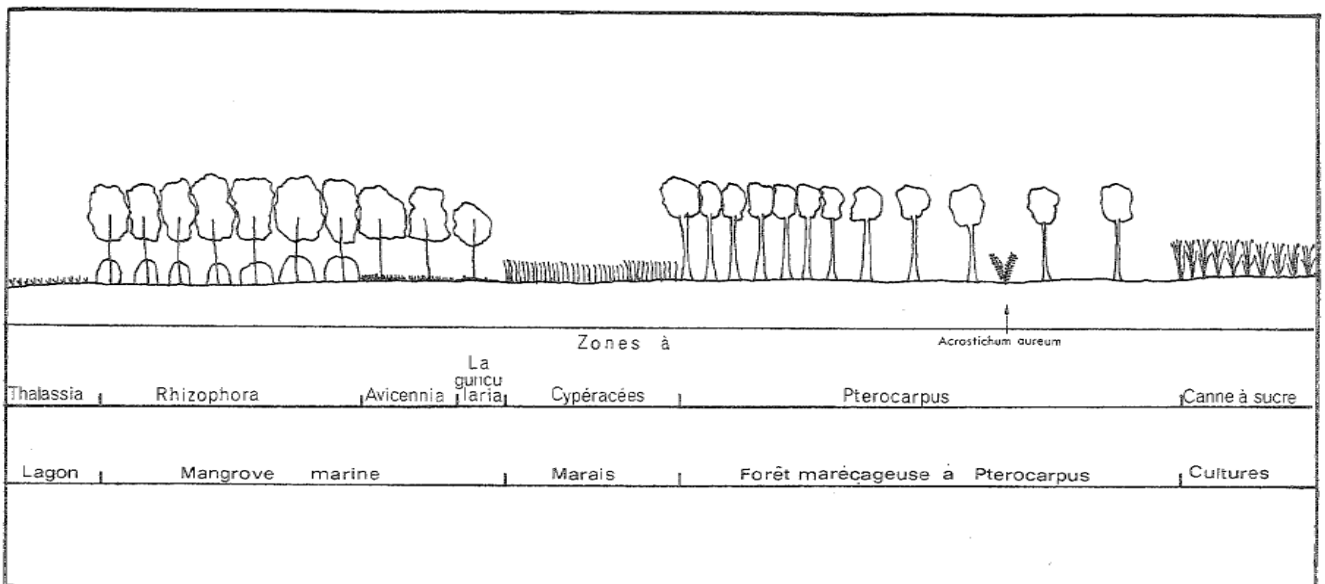 Zones à
Acrostichum aureum
Thalassia Rhizophora Avicennia La guncu laria Cypéracées Pterocarpus Canne à sucre
Lagon Mangrove marine Marais Forêt marécageuse à Pterocarpus Cultures